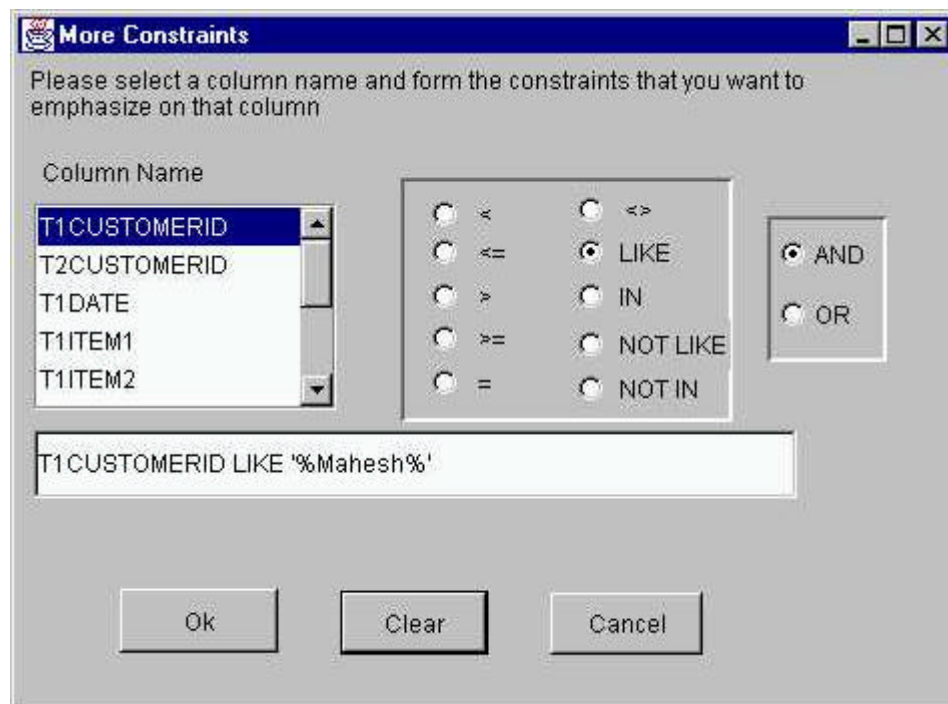 More Constraints
Please select a column name and form the constraints that you want to
emphasize on that column
Column Name
T1CUSTOMERID
T2CUSTOMERID
T1DATE
T1ITEM1
T1ITEM2
<
<=
>
>=
=
<>
LIKE
IN
NOT LIKE
NOT IN
AND
OR
T1CUSTOMERID LIKE '%Mahesh%'
Ok
Clear
Cancel